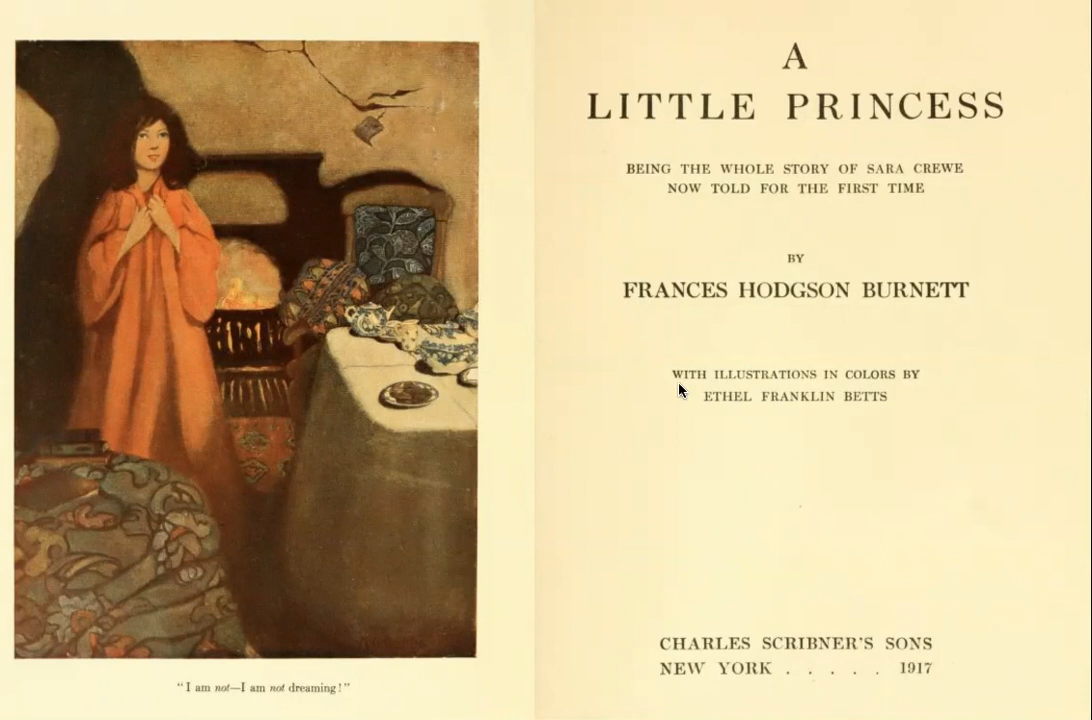 "I am not—I am not dreaming!"
A
LITTLE PRINCESS
BEING THE WHOLE STORY OF SARA CREWE
NOW TOLD FOR THE FIRST TIME
BY
FRANCES HODGSON BURNETT
WITH ILLUSTRATIONS IN COLORS BY
ETHEL FRANKLIN BETTS
CHARLES SCRIBNER'S SONS
NEW YORK . . . . . 1917